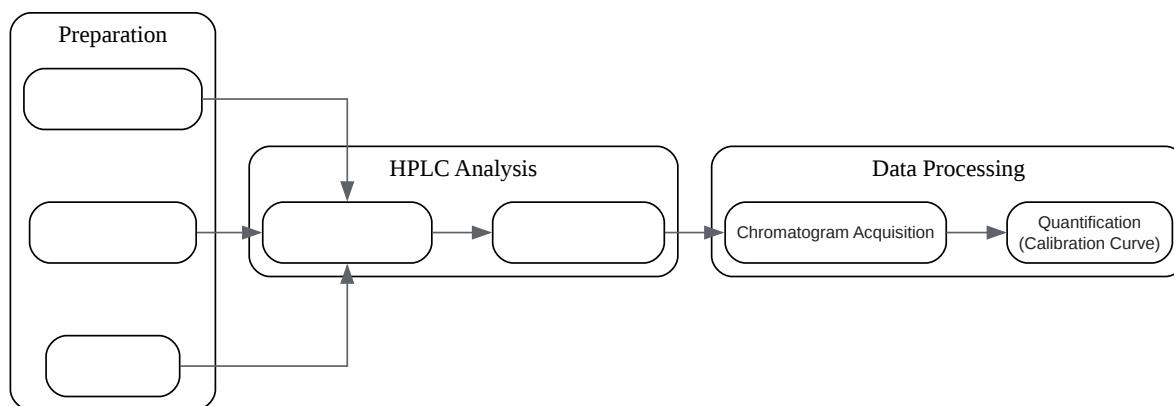 Preparation
HPLC Analysis
Data Processing
Chromatogram Acquisition
Quantification
(Calibration Curve)